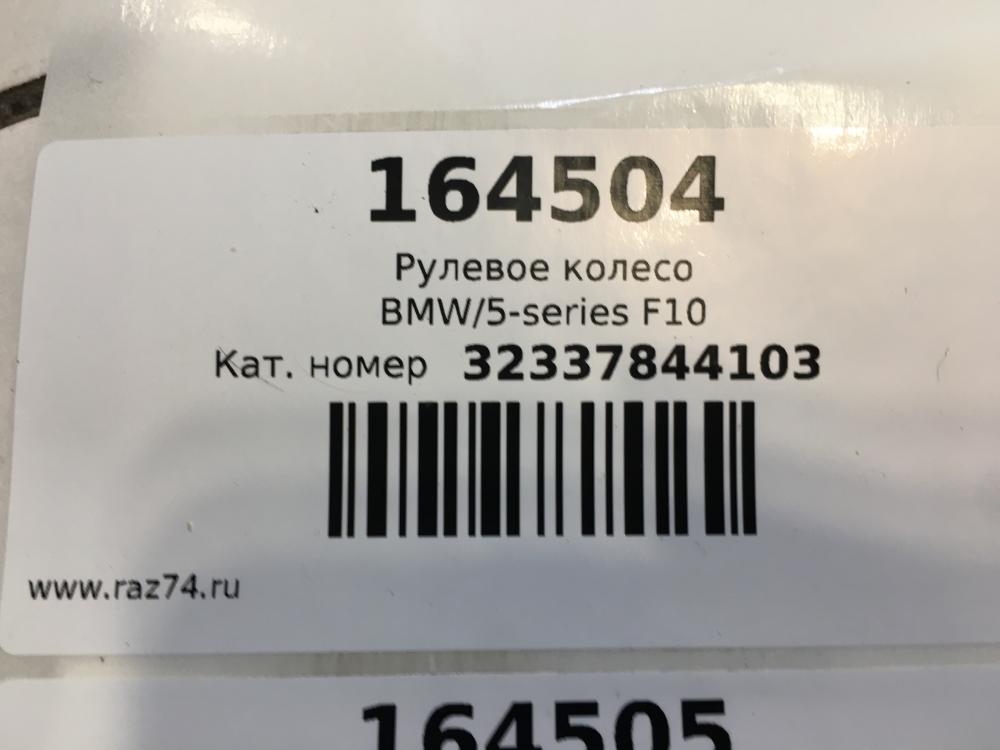 164504
Рулевое колесо
BMW/5-series F10
Кат. номер 32337844103
www.raz74.ru
164505